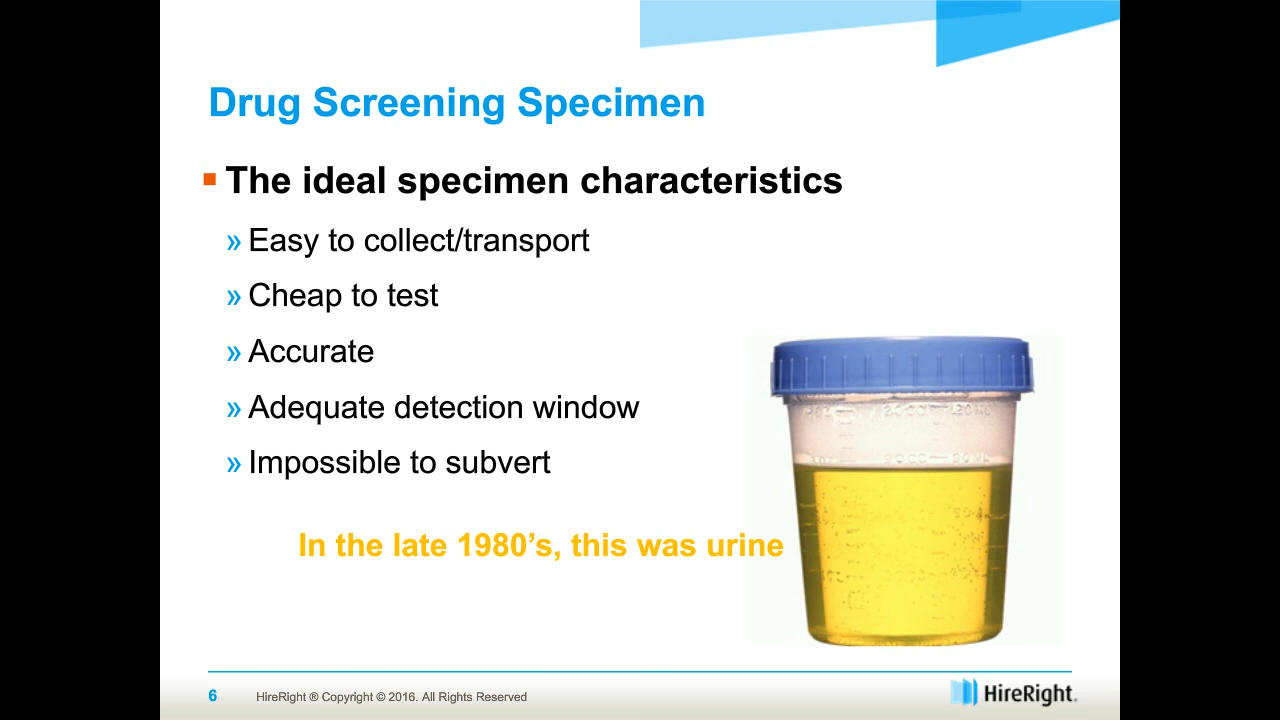 Drug Screening Specimen
▪ The ideal specimen characteristics
» Easy to collect/transport
» Cheap to test
» Accurate
» Adequate detection window
» Impossible to subvert
In the late 1980’s, this was urine
6 HireRight ® Copyright © 2016. All Rights Reserved
HireRight